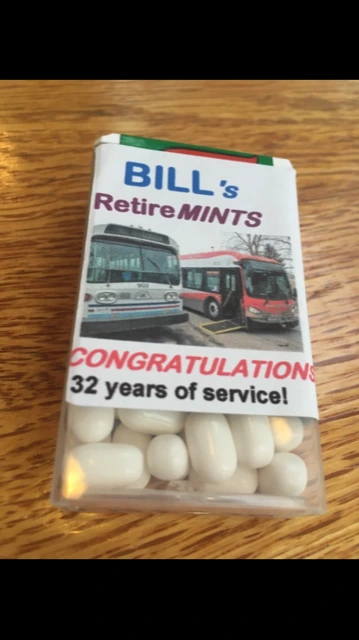 BILL's
RetireMINTS
CONGRATULATIONS
32 years of service!